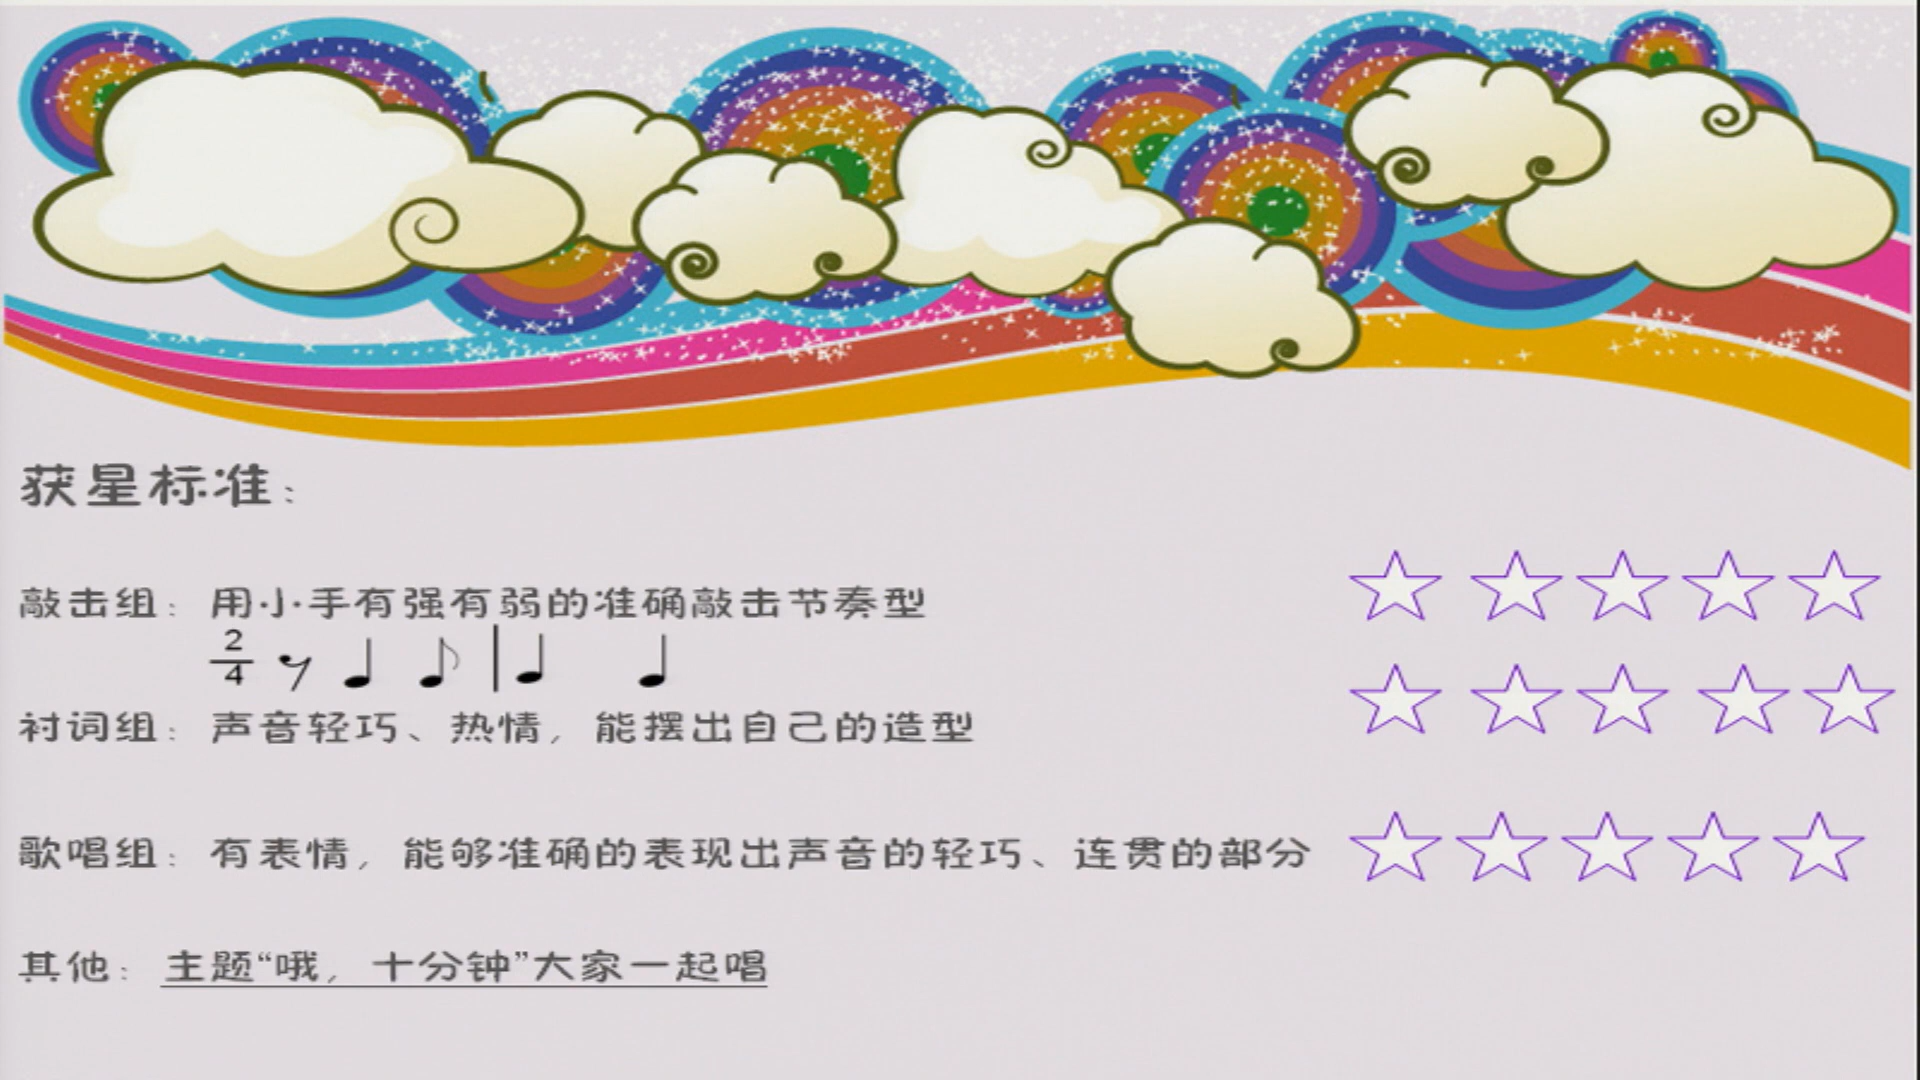 获星标准：
敲击组：用小手有强有弱的准确敲击节奏型
2
4
衬词组：声音轻巧、热情，能摆出自己的造型
歌唱组：有表情，能够准确的表现出声音的轻巧、连贯的部分
其他：主题“哦，十分钟”大家一起唱